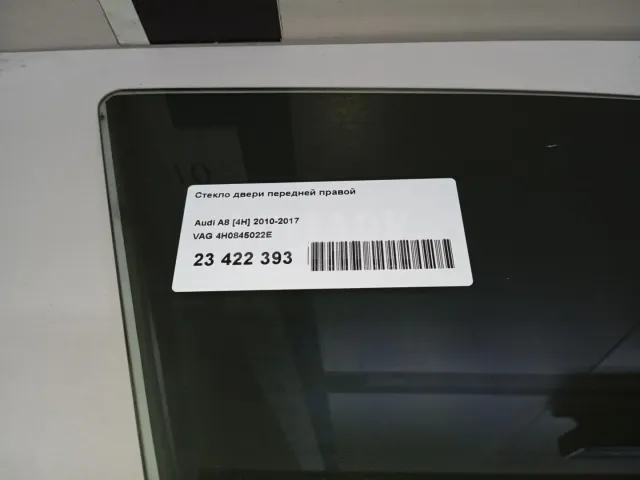 Стекло двери передней правой
Audi A8 [4H] 2010-2017
VAG 4H0845022E
23 422 393